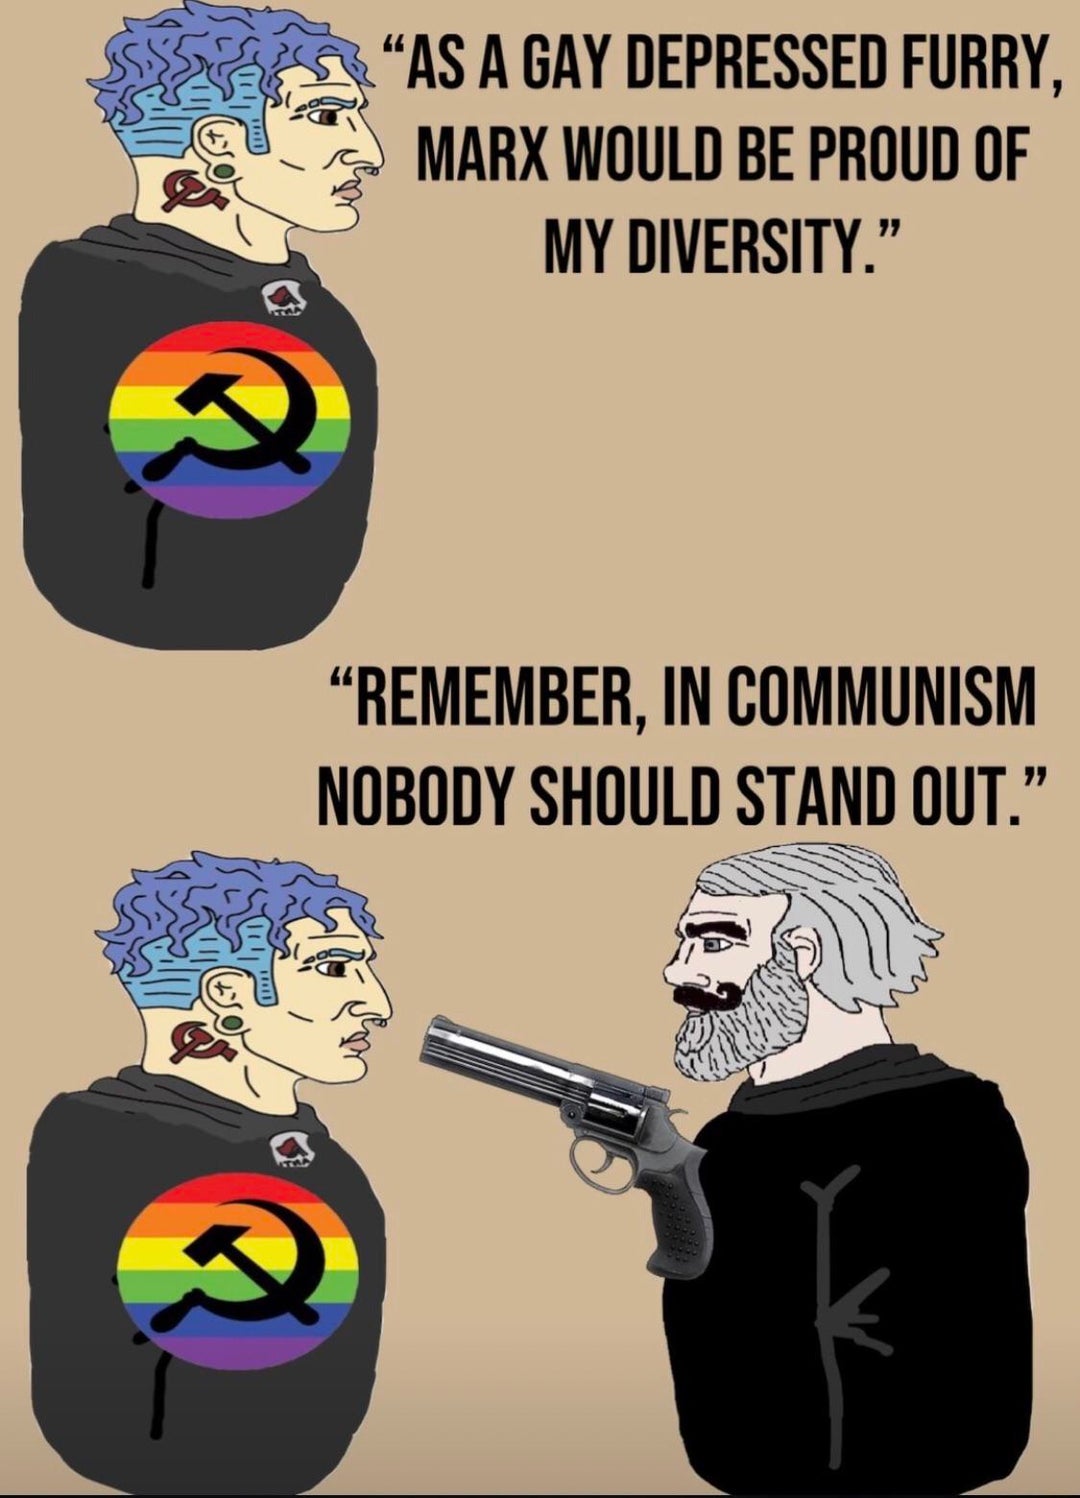 “AS A GAY DEPRESSED FURRY,
MARX WOULD BE PROUD OF
MY DIVERSITY.”
“REMEMBER, IN COMMUNISM
NOBODY SHOULD STAND OUT.”